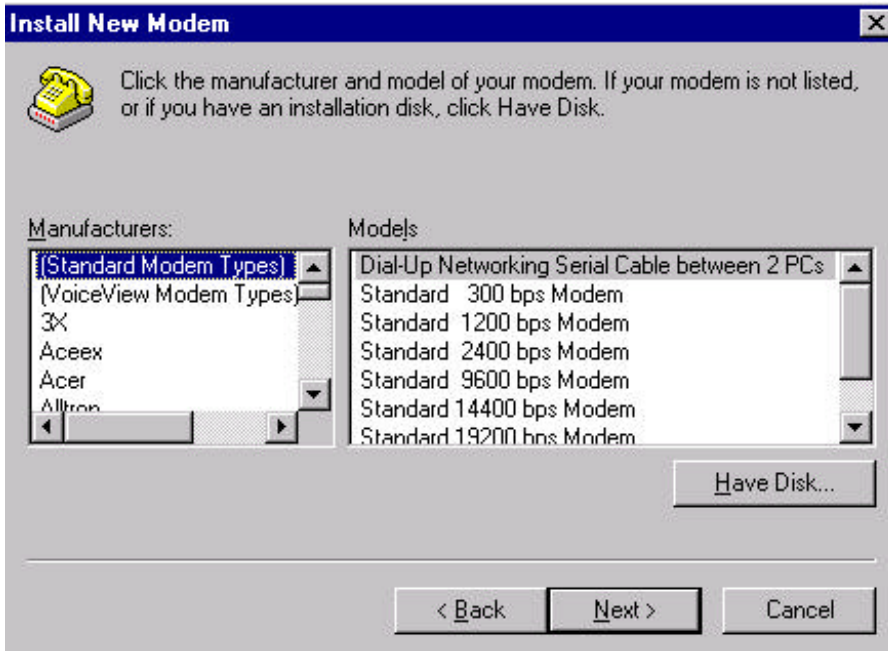 Install New Modem
Click the manufacturer and model of your modem. If your modem is not listed,
or if you have an installation disk, click Have Disk.
Manufacturers:
(Standard Modem Types)
(VoiceView Modem Types)
3X
Aceex
Acer
Alltron
Models
Dial-Up Networking Serial Cable between 2 PCs
Standard 300 bps Modem
Standard 1200 bps Modem
Standard 2400 bps Modem
Standard 9600 bps Modem
Standard 14400 bps Modem
Standard 19200 bps Modem
Have Disk...
< Back
Next >
Cancel